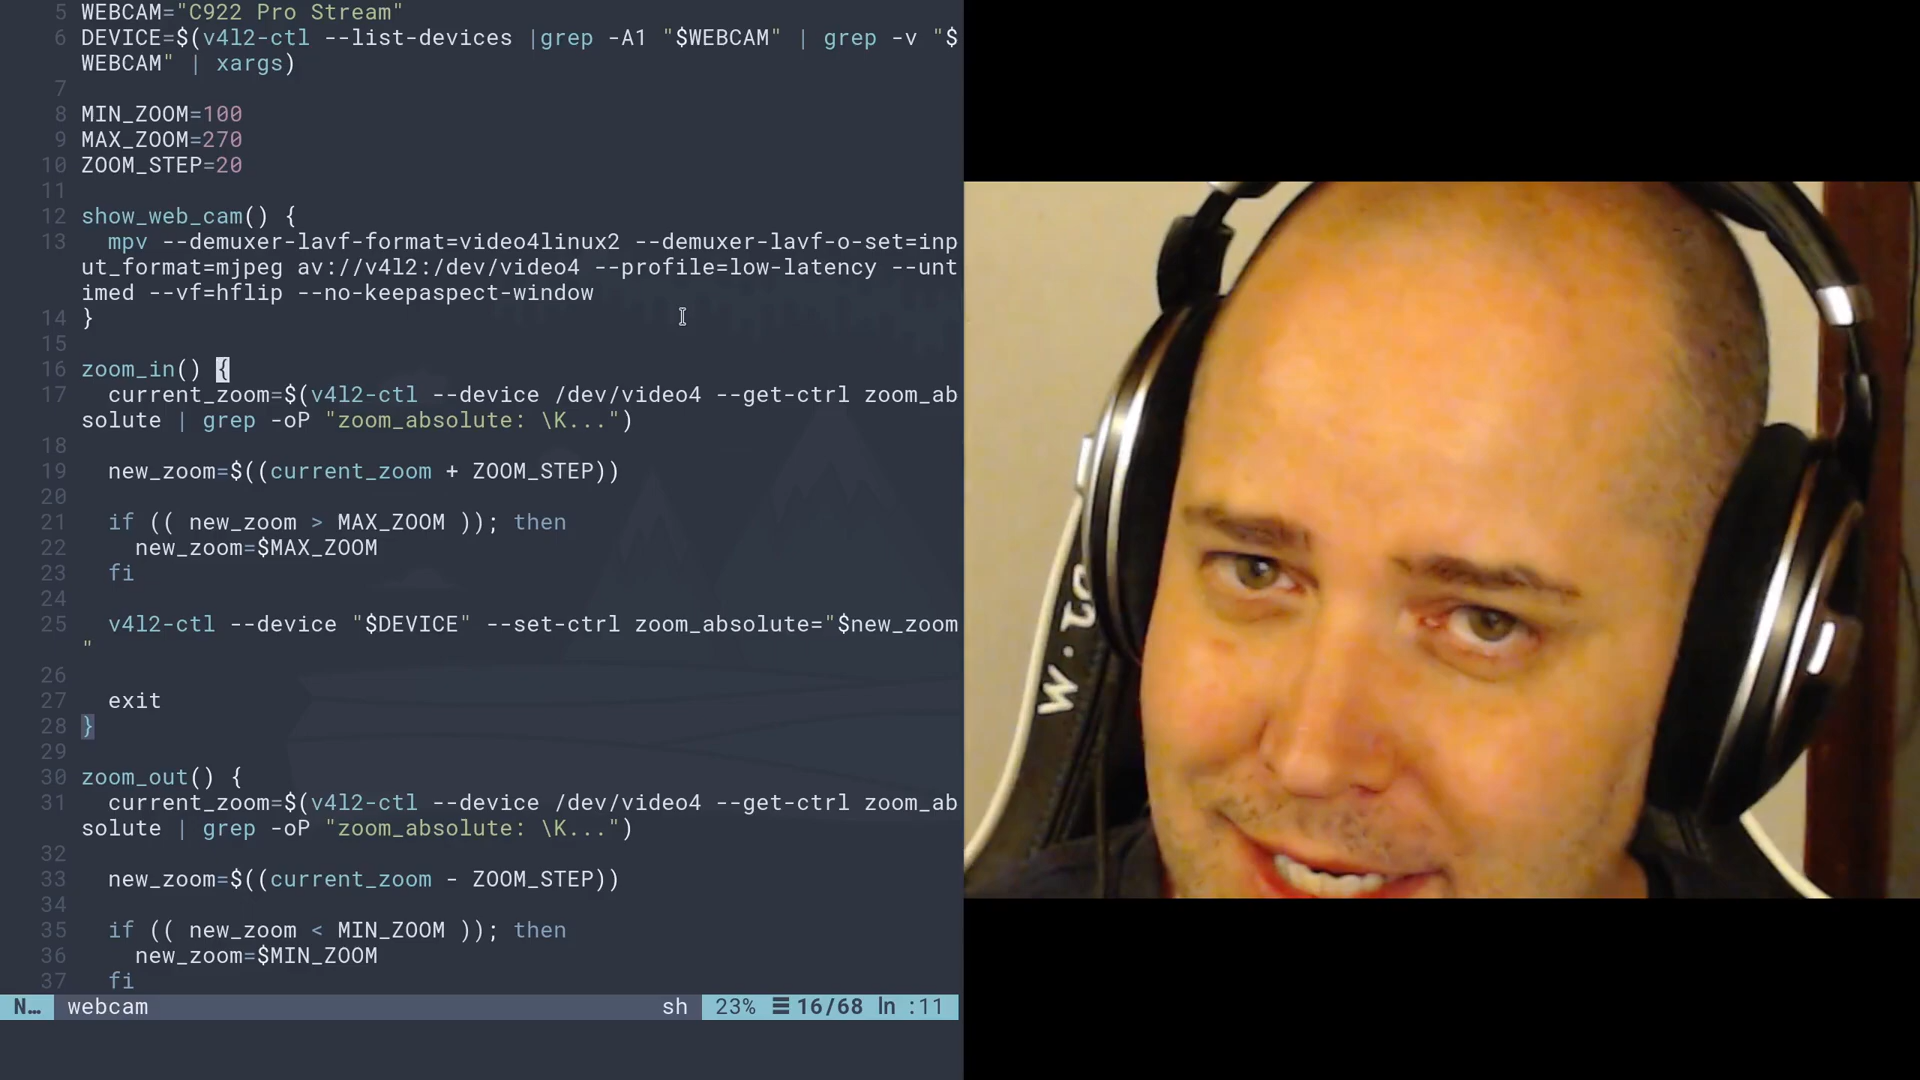 5 WEBCAM="C922 Pro Stream"
6 DEVICE=$(v4l2-ctl --list-devices |grep -A1 "$WEBCAM" | grep -v "$
WEBCAM" | xargs)
7
8 MIN_ZOOM=100
9 MAX_ZOOM=270
10 ZOOM_STEP=20
11
12 show_web_cam() {
13   mpv --demuxer-lavf-format=video4linux2 --demuxer-lavf-o-set=inp
ut_format=mjpeg av://v4l2:/dev/video4 --profile=low-latency --unt
imed --vf=hflip --no-keepaspect-window
14 }
15
16 zoom_in() {
17   current_zoom=$(v4l2-ctl --device /dev/video4 --get-ctrl zoom_ab
solute | grep -oP "zoom_absolute: \K...")
18
19   new_zoom=$((current_zoom + ZOOM_STEP))
20
21   if (( new_zoom > MAX_ZOOM )); then
22     new_zoom=$MAX_ZOOM
23   fi
24
25   v4l2-ctl --device "$DEVICE" --set-ctrl zoom_absolute="$new_zoom
"
26
27   exit
28 }
29
30 zoom_out() {
31   current_zoom=$(v4l2-ctl --device /dev/video4 --get-ctrl zoom_ab
solute | grep -oP "zoom_absolute: \K...")
32
33   new_zoom=$((current_zoom - ZOOM_STEP))
34
35   if (( new_zoom < MIN_ZOOM )); then
36     new_zoom=$MIN_ZOOM
37   fi
N… webcam sh 23% ☰ 16/68 ln :11